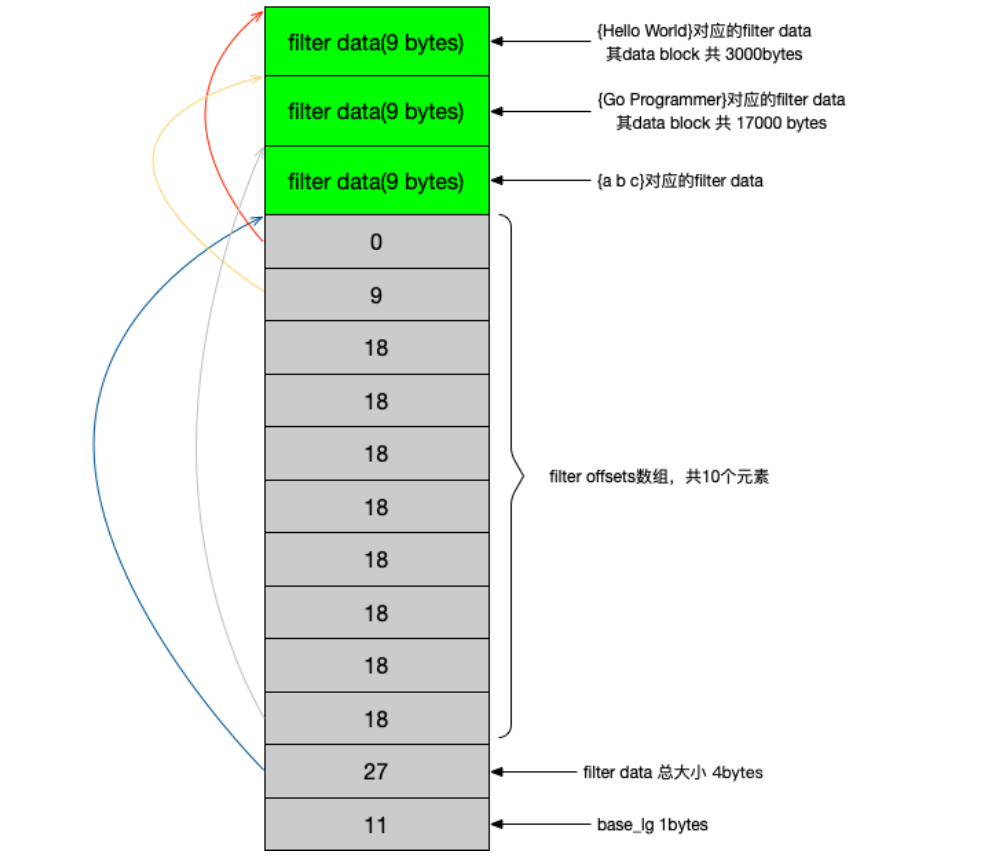 filter data(9 bytes)
{Hello World}对应的filter data
其data block 共 3000bytes
filter data(9 bytes)
{Go Programmer}对应的filter data
其data block 共 17000 bytes
filter data(9 bytes)
{a b c}对应的filter data
0
9
18
18
18
18
18
18
18
18
filter offsets数组，共10个元素
27
filter data 总大小 4bytes
11
base_lg 1bytes